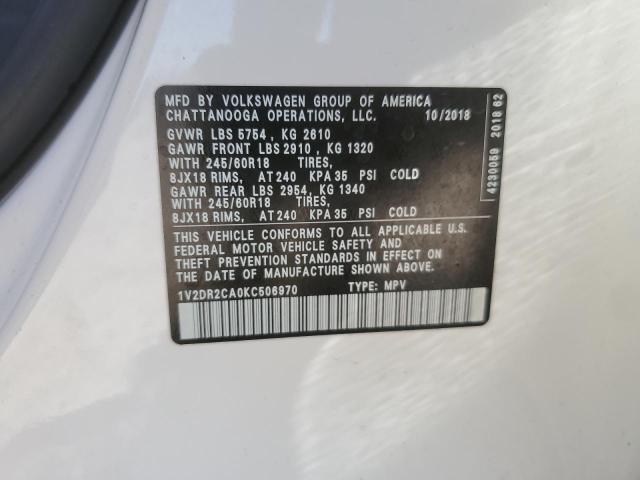 MFD BY VOLKSWAGEN GROUP OF AMERICA
CHATTANOOGA OPERATIONS, LLC. 10/2018
GVWR LBS 5754 , KG 2610
GAWR FRONT LBS 2910 , KG 1320
WITH 245/60R18 TIRES,
8JX18 RIMS, AT 240 KPA 35 PSI COLD
GAWR REAR LBS 2954, KG 1340
WITH 245/60R18 TIRES,
8JX18 RIMS, AT 240 KPA 35 PSI COLD
THIS VEHICLE CONFORMS TO ALL APPLICABLE U.S.
FEDERAL MOTOR VEHICLE SAFETY AND
THEFT PREVENTION STANDARDS IN EFFECT ON
THE DATE OF MANUFACTURE SHOWN ABOVE.
1V2DR2CA0KC506970 TYPE: MPV
4230059 2018 62